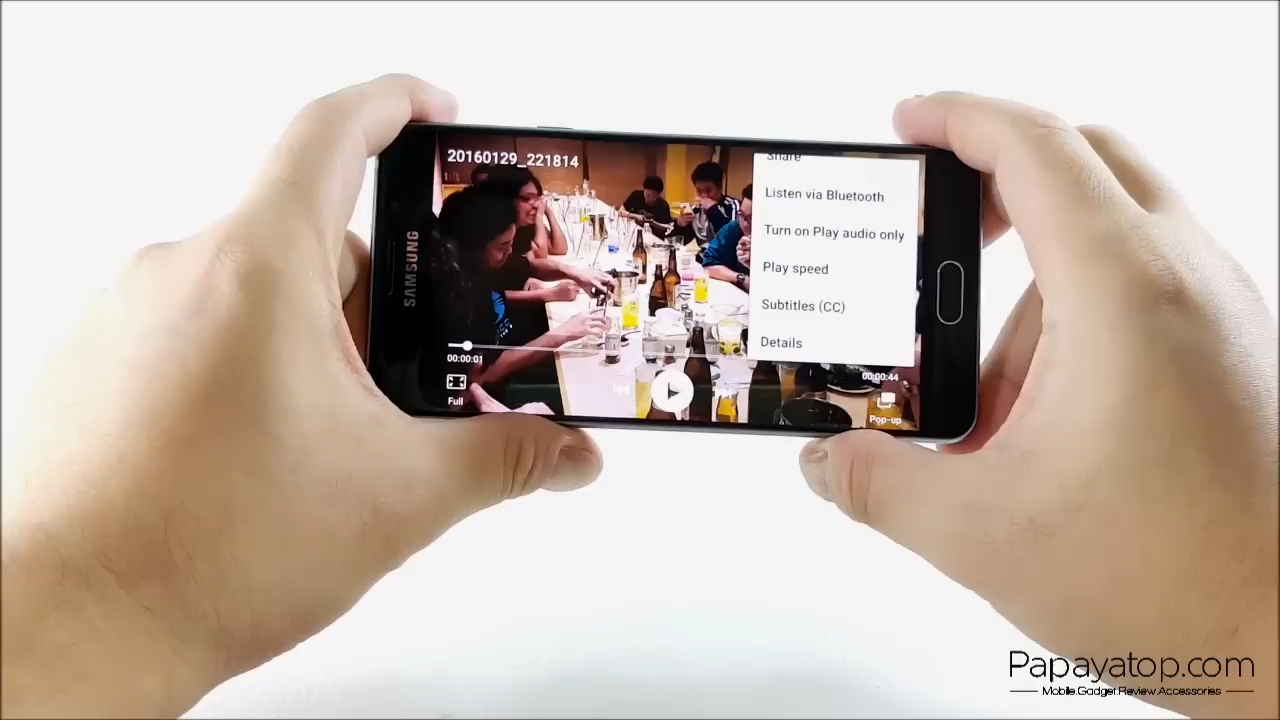 20160129_221814
Share
Listen via Bluetooth
Turn on Play audio only
Play speed
Subtitles (CC)
Details
SAMSUNG
00:00:01
00:00:44
Full
Pop-up
Papayatop.com
Mobile.Gadget.Review.Accessories